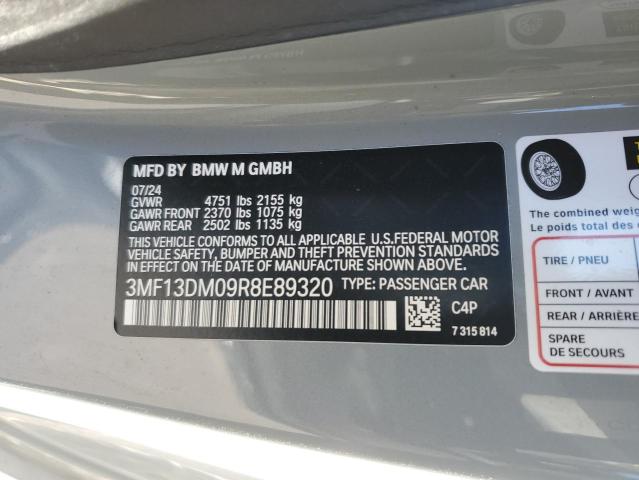 MFD BY BMW M GMBH
07/24
GVWR 4751 lbs 2155 kg
GAWR FRONT 2370 lbs 1075 kg
GAWR REAR 2502 lbs 1135 kg
THIS VEHICLE CONFORMS TO ALL APPLICABLE U.S.FEDERAL MOTOR
VEHICLE SAFETY, BUMPER AND THEFT PREVENTION STANDARDS
IN EFFECT ON THE DATE OF MANUFACTURE SHOWN ABOVE.
3MF13DM09R8E89320 TYPE: PASSENGER CAR
C4P
7 315 814
The combined weig
Le poids total des
TIRE / PNEU
FRONT / AVANT
REAR / ARRIÈRE
SPARE
DE SECOURS